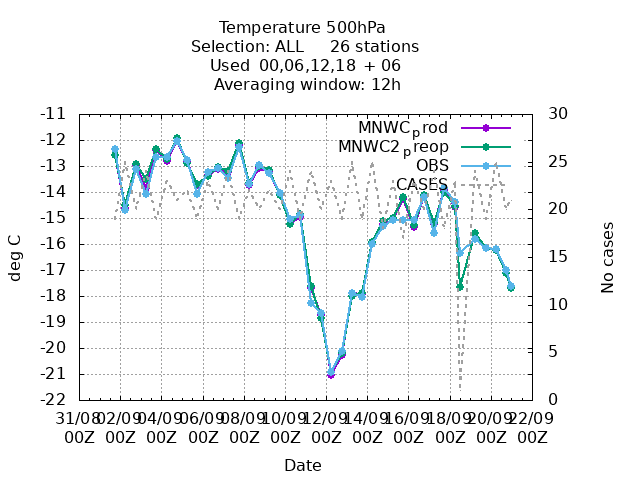 Temperature 500hPa
Selection: ALL     26 stations
Used  00,06,12,18 + 06
Averaging window: 12h
-11
-12
-13
-14
-15
-16
-17
-18
-19
-20
-21
-22
deg C
MNWC_prod
MNWC2_preop
OBS
CASES
30
25
20
15
10
5
0
No cases
31/08 02/09 04/09 06/09 08/09 10/09 12/09 14/09 16/09 18/09 20/09 22/09
00Z 00Z 00Z 00Z 00Z 00Z 00Z 00Z 00Z 00Z 00Z 00Z
Date